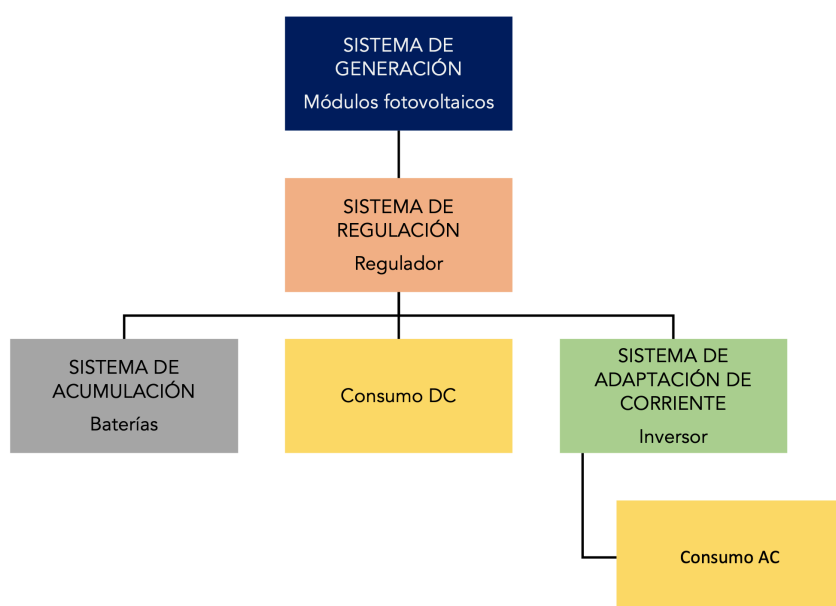 SISTEMA DE
GENERACIÓN
Módulos fotovoltaicos
SISTEMA DE
REGULACIÓN
Regulador
SISTEMA DE
ACUMULACIÓN
Baterías
Consumo DC
SISTEMA DE
ADAPTACIÓN DE
CORRIENTE
Inversor
Consumo AC